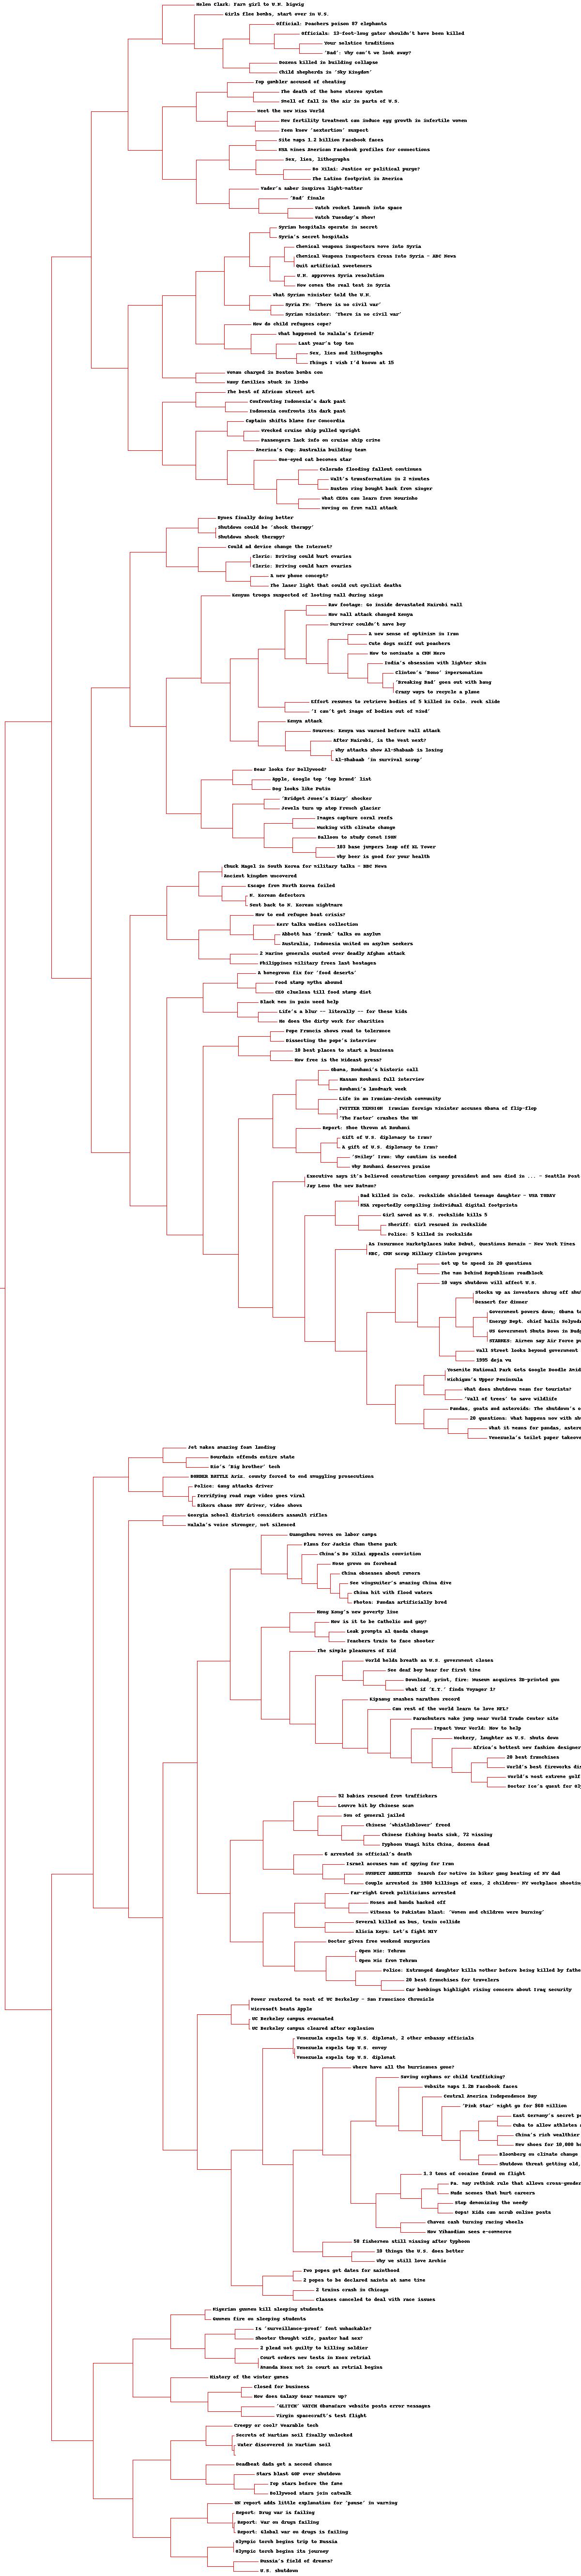 Helen Clark: Farm girl to U.N. bigwig
Girls flee bombs, start over in U.S.
Official: Poachers poison 87 elephants
Officials: 13-foot-long gator shouldn't have been killed
Your solstice traditions
'Bad': Why can't we look away?
Dozens killed in building collapse
Child shepherds in 'Sky Kingdom'
Top gambler accused of cheating
The death of the home stereo system
Smell of fall in the air in parts of U.S.
Meet the new Miss World
New fertility treatment can induce egg growth in infertile women
Teen knew 'sextortion' suspect
Site maps 1.2 billion Facebook faces
NSA mines American Facebook profiles for connections
Sex, lies, lithographs
Bo Xilai: Justice or political purge?
The Latino footprint in America
Vader's saber inspires light-matter
'Bad' finale
Watch rocket launch into space
Watch Tuesday's Show!
Syrian hospitals operate in secret
Syria's secret hospitals
Chemical weapons inspectors move into Syria
Chemical Weapons Inspectors Cross Into Syria - ABC News
Quit artificial sweeteners
U.N. approves Syria resolution
Now comes the real test in Syria
What Syrian minister told the U.N.
Syria FM: 'There is no civil war'
Syrian minister: 'There is no civil war'
How do child refugees cope?
What happened to Malala's friend?
Last year's top ten
Sex, lies and lithographs
Things I wish I'd known at 15
Woman charged in Boston bombs con
Many families stuck in limbo
The best of African street art
Confronting Indonesia's dark past
Indonesia confronts its dark past
Captain shifts blame for Concordia
Wrecked cruise ship pulled upright
Passengers lack info on cruise ship crime
America's Cup: Australia building team
One-eyed cat becomes star
Colorado flooding fallout continues
Walt's transformation in 2 minutes
Austen ring bought back from singer
What CEOs can learn from Mourinho
Moving on from mall attack
Hynes finally doing better
Shutdown could be 'shock therapy'
Shutdown shock therapy?
Could ad device change the Internet?
Cleric: Driving could hurt ovaries
Cleric: Driving could harm ovaries
A new phone concept?
The laser light that could cut cyclist deaths
Kenyan troops suspected of looting mall during siege
Raw footage: Go inside devastated Nairobi mall
How mall attack changed Kenya
Survivor couldn't save boy
A new sense of optimism in Iran
Cute dogs sniff out poachers
How to nominate a CNN Hero
India's obsession with lighter skin
Clinton's 'Bono' impersonation
'Breaking Bad' goes out with bang
Crazy ways to recycle a plane
Effort resumes to retrieve bodies of 5 killed in Colo. rock slide
'I can't get image of bodies out of mind'
Kenya attack
Sources: Kenya was warned before mall attack
After Nairobi, is the West next?
Why attacks show Al-Shabaab is losing
Al-Shabaab 'in survival scrap'
Bear looks for Bollywood?
Apple, Google top 'top brand' list
Dog looks like Putin
'Bridget Jones's Diary' shocker
Jewels turn up atop French glacier
Images capture coral reefs
Mucking with climate change
Balloon to study Comet ISON
103 base jumpers leap off KL Tower
Why beer is good for your health
Chuck Hagel in South Korea for military talks - BBC News
Ancient kingdom uncovered
Escape from North Korea foiled
N. Korean defectors
Sent back to N. Korean nightmare
How to end refugee boat crisis?
Kerr talks undies collection
Abbott has 'frank' talks on asylum
Australia, Indonesia united on asylum seekers
2 Marine generals ousted over deadly Afghan attack
Philippines military frees last hostages
A homegrown fix for 'food deserts'
Food stamp myths abound
CEO clueless till food stamp diet
Black men in pain need help
Life's a blur -- literally -- for these kids
He does the dirty work for charities
Pope Francis shows road to tolerance
Dissecting the pope's interview
10 best places to start a business
How free is the Mideast press?
Obama, Rouhani's historic call
Hassan Rouhani full interview
Rouhani's landmark week
Life in an Iranian-Jewish community
TWITTER TENSION Iranian foreign minister accuses Obama of flip-flop
'The Factor' crashes the UN
Report: Shoe thrown at Rouhani
Gift of U.S. diplomacy to Iran?
A gift of U.S. diplomacy to Iran?
'Smiley' Iran: Why caution is needed
Why Rouhani deserves praise
Executive says it's believed construction company president and son died in ... - Seattle Post
Jay Leno the new Batman?
Dad killed in Colo. rockslide shielded teenage daughter - USA TODAY
NSA reportedly compiling individual digital footprints
Girl saved as U.S. rockslide kills 5
Sheriff: Girl rescued in rockslide
Police: 5 killed in rockslide
As Insurance Marketplaces Make Debut, Questions Remain - New York Times
NBC, CNN scrap Hillary Clinton programs
Get up to speed in 20 questions
The man behind Republican roadblock
10 ways shutdown will affect U.S.
Stocks up as investors shrug off shu
Dessert for dinner
Government powers down; Obama to
Energy Dept. chief hails Solyndr
US Government Shuts Down in Budg
STARNES: Airmen say Air Force pu
Wall Street looks beyond government
1995 deja vu
Yosemite National Park Gets Google Doodle Amid
Michigan's Upper Peninsula
What does shutdown mean for tourists?
'Wall of trees' to save wildlife
Pandas, goats and asteroids: The shutdown's o
20 questions: What happens now with shu
What it means for pandas, astero
Venezuela's toilet paper takeove
Jet makes amazing foam landing
Bourdain offends entire state
Rio's 'Big brother' tech
BORDER BATTLE Ariz. county forced to end smuggling prosecutions
Police: Gang attacks driver
Terrifying road rage video goes viral
Bikers chase SUV driver, video shows
Georgia school district considers assault rifles
Malala's voice stronger, not silenced
Guangzhou moves on labor camps
Plans for Jackie Chan theme park
China's Bo Xilai appeals conviction
Nose grown on forehead
China obsesses about rumors
See wingsuiter's amazing China dive
China hit with flood waters
Photos: Pandas artificially bred
Hong Kong's new poverty line
How is it to be Catholic and gay?
Leak prompts al Qaeda change
Teachers train to face shooter
The simple pleasures of Eid
World holds breath as U.S. government closes
See deaf boy hear for first time
Download, print, fire: Museum acquires 3D-printed gun
What if 'E.T.' finds Voyager 1?
Kipsang smashes marathon record
Can rest of the world learn to love NFL?
Parachuters make jump near World Trade Center site
Impact Your World: How to help
Mockery, laughter as U.S. shuts down
Africa's hottest new fashion designer
20 best franchises
World's best fireworks dis
World's most extreme golf
Doctor Ice's quest for Oly
92 babies rescued from traffickers
Louvre hit by Chinese scam
Son of general jailed
Chinese 'whistleblower' freed
Chinese fishing boats sink, 72 missing
Typhoon Usagi hits China, dozens dead
6 arrested in official's death
Israel accuses man of spying for Iran
SUSPECT ARRESTED Search for motive in biker gang beating of NY dad
Couple arrested in 1980 killings of exes, 2 children- NY workplace shooting
Far-right Greek politicians arrested
Noses and hands hacked off
Witness to Pakistan blast: 'Women and children were burning'
Several killed as bus, train collide
Alicia Keys: Let's fight HIV
Doctor gives free weekend surgeries
Open Mic: Tehran
Open Mic from Tehran
Police: Estranged daughter kills mother before being killed by fathe
20 best franchises for travelers
Car bombings highlight rising concern about Iraq security
Power restored to most of UC Berkeley - San Francisco Chronicle
Microsoft beats Apple
UC Berkeley campus evacuated
UC Berkeley campus cleared after explosion
Venezuela expels top U.S. diplomat, 2 other embassy officials
Venezuela expels top U.S. envoy
Venezuela expels top U.S. diplomat
Where have all the hurricanes gone?
Saving orphans or child trafficking?
Website maps 1.2B Facebook faces
Central America Independence Day
'Pink Star' might go for $60 million
East Germany's secret po
Cuba to allow athletes
China's rich wealthier
New shoes for 10,000 ho
Bloomberg on climate change
Shutdown threat getting old,
1.3 tons of cocaine found on flight
Pa. may rethink rule that allows cross-gender
Nude scenes that hurt careers
Stop demonizing the needy
Oops! Kids can scrub online posts
Chavez cash turning racing wheels
How Yihaodian sees e-commerce
58 fishermen still missing after typhoon
10 things the U.S. does better
Why we still love Archie
Two popes get dates for sainthood
2 popes to be declared saints at same time
2 trains crash in Chicago
Classes canceled to deal with race issues
Nigerian gunmen kill sleeping students
Gunmen fire on sleeping students
Is 'surveillance-proof' font unhackable?
Shooter thought wife, pastor had sex?
2 plead not guilty to killing soldier
Court orders new tests in Knox retrial
Amanda Knox not in court as retrial begins
History of the winter games
Closed for business
How does Galaxy Gear measure up?
'GLITCH' WATCH ObamaCare website posts error messages
Virgin spacecraft's test flight
Creepy or cool? Wearable tech
Secrets of Martian soil finally unlocked
Water discovered in Martian soil
Deadbeat dads get a second chance
Stars blast GOP over shutdown
Top stars before the fame
Bollywood stars join catwalk
UN report adds little explanation for 'pause' in warming
Report: Drug war is failing
Report: War on drugs failing
Report: Global war on drugs is failing
Olympic torch begins trip to Russia
Olympic torch begins its journey
Russia's field of dreams?
U.S. shutdown